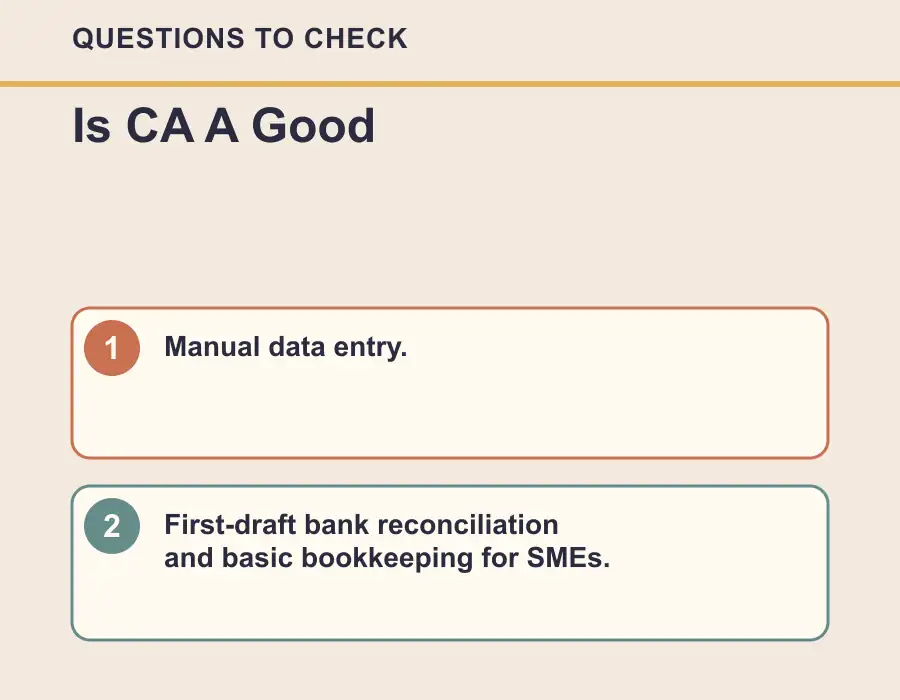 QUESTIONS TO CHECK
Is CA A Good
1
Manual data entry.
2
First-draft bank reconciliation
and basic bookkeeping for SMEs.